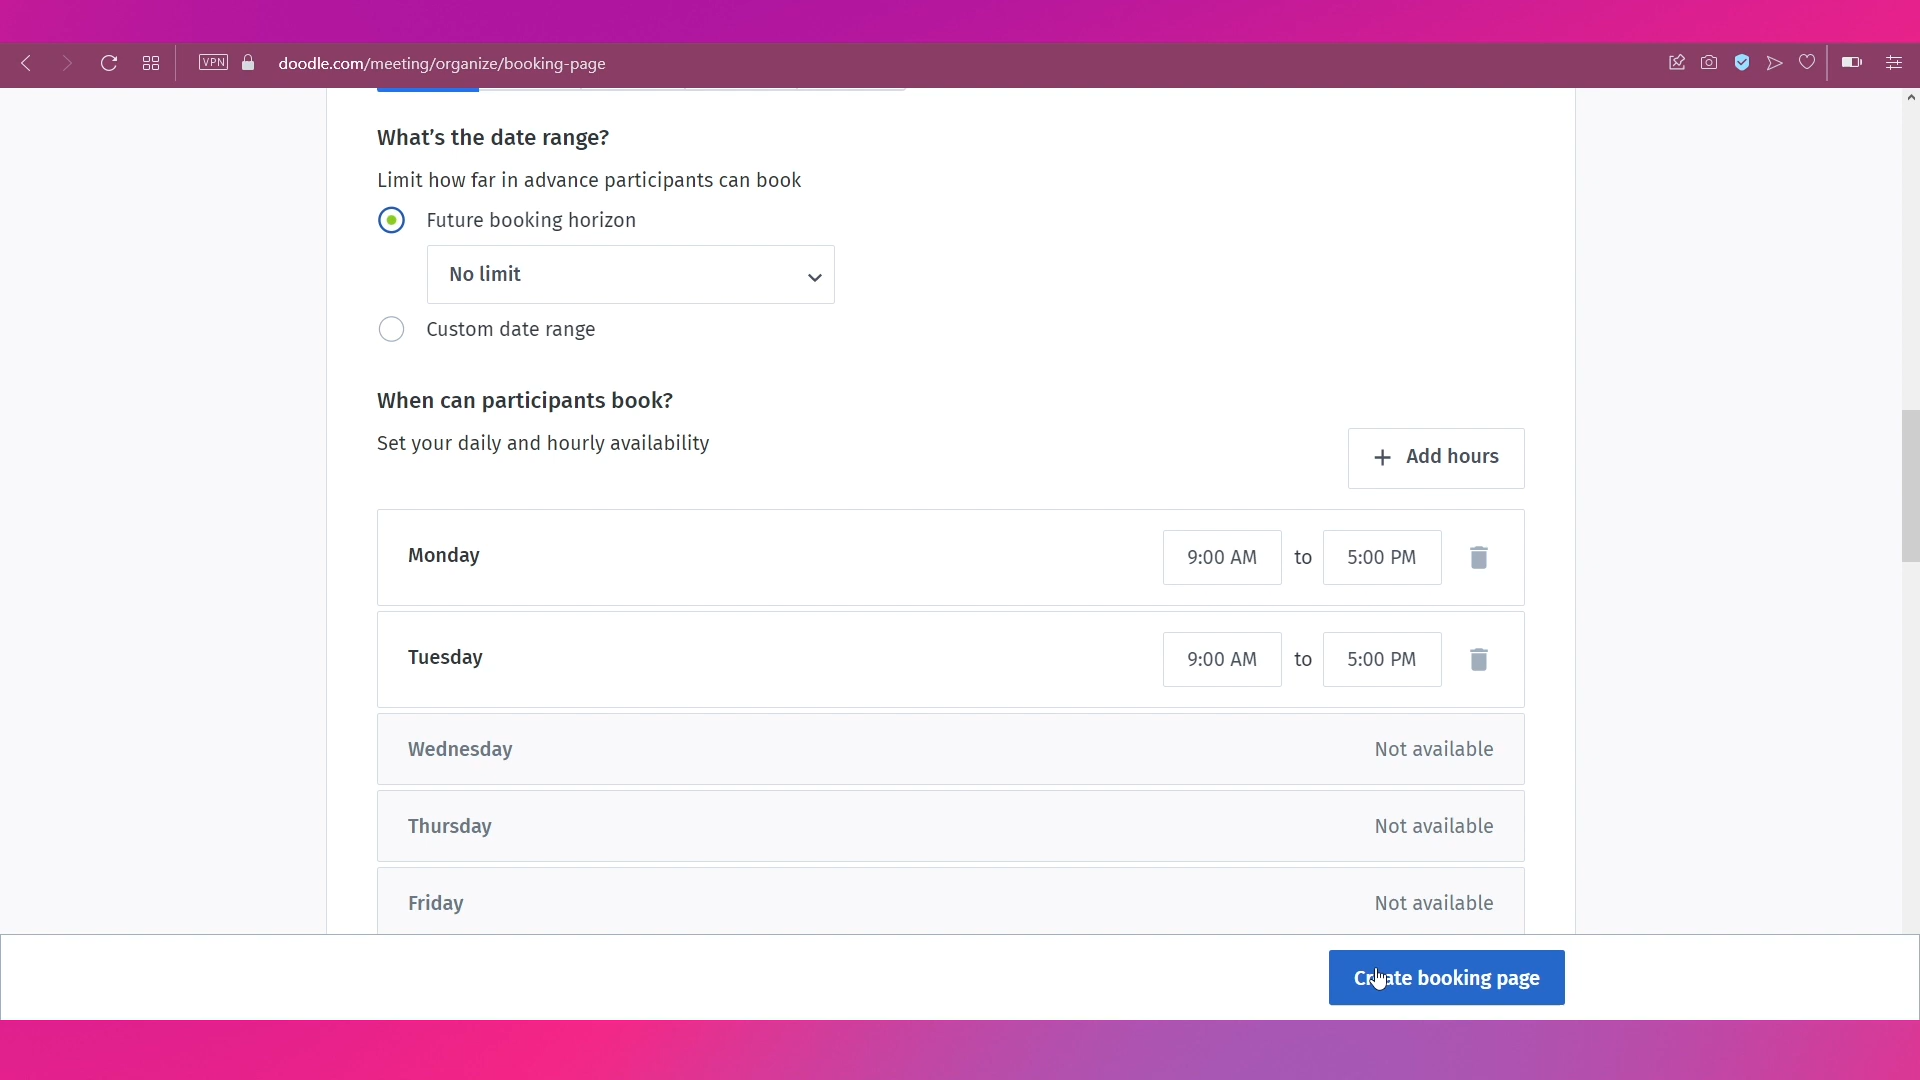 VPN doodle.com/meeting/organize/booking-page
What's the date range?
Limit how far in advance participants can book
Future booking horizon
No limit
Custom date range
When can participants book?
Set your daily and hourly availability
+ Add hours
Monday 9:00 AM to 5:00 PM
Tuesday 9:00 AM to 5:00 PM
Wednesday Not available
Thursday Not available
Friday Not available
Create booking page